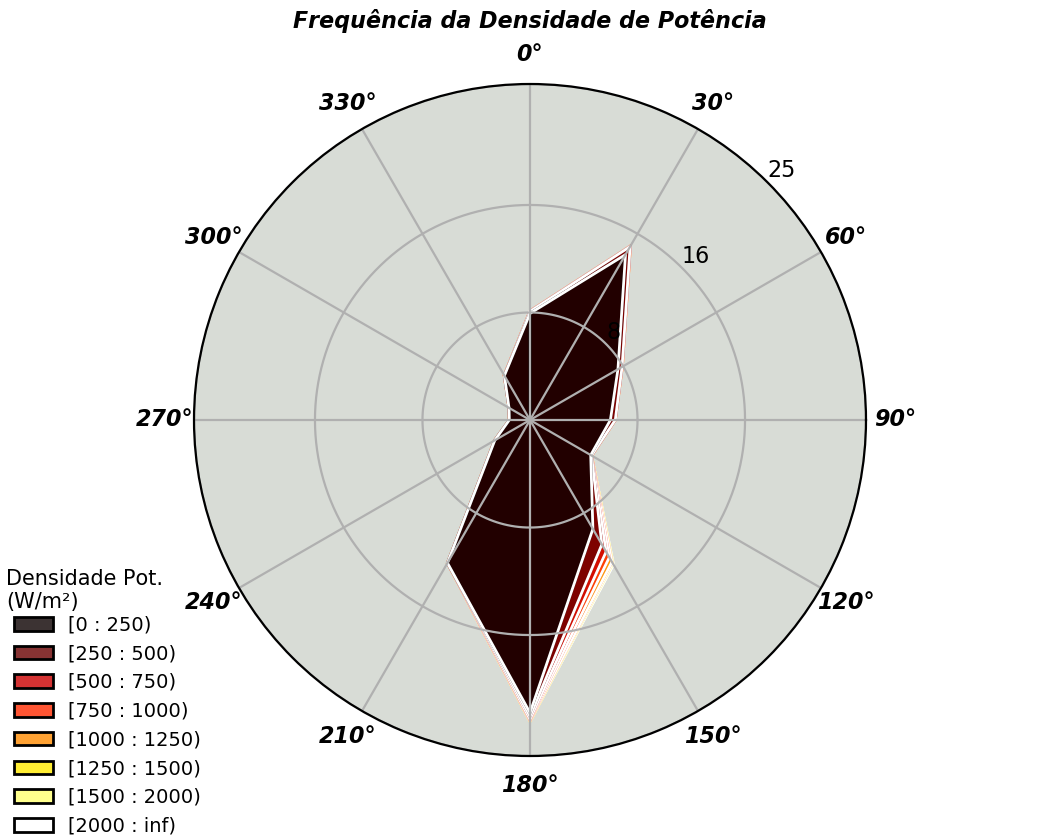 Frequência da Densidade de Potência
0°
330°
30°
25
300°
60°
16
8
270°
90°
240°
120°
210°
150°
180°
Densidade Pot.
(W/m²)
[0 : 250)
[250 : 500)
[500 : 750)
[750 : 1000)
[1000 : 1250)
[1250 : 1500)
[1500 : 2000)
[2000 : inf)